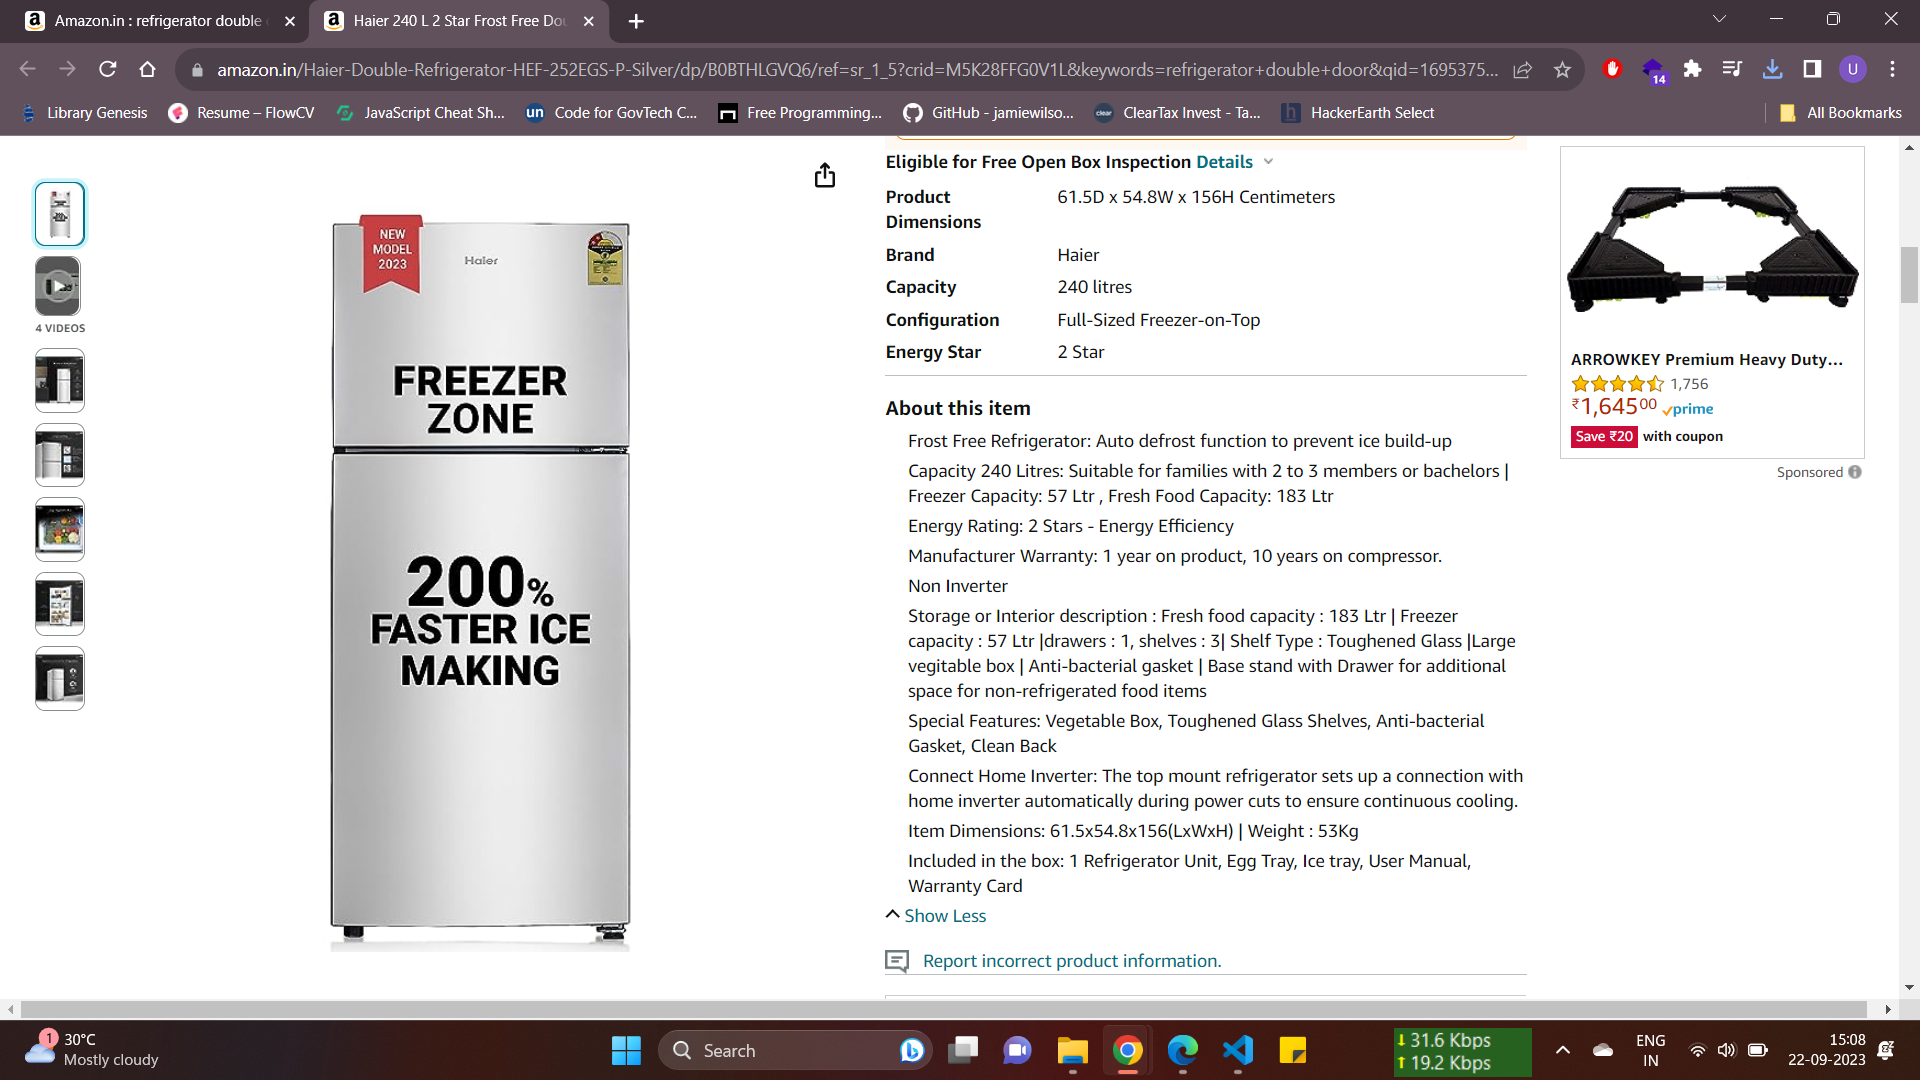 Amazon.in : refrigerator double
Haier 240 L 2 Star Frost Free Dou
amazon.in/Haier-Double-Refrigerator-HEF-252EGS-P-Silver/dp/B0BTHLGVQ6/ref=sr_1_5?crid=M5K28FFG0V1L&keywords=refrigerator+double+door&qid=1695375...
14
U
Library Genesis
Resume – FlowCV
JavaScript Cheat Sh...
un
Code for GovTech C...
Free Programming...
GitHub - jamiewilso...
clear
ClearTax Invest - Ta...
h
HackerEarth Select
All Bookmarks
4 VIDEOS
NEW
MODEL
2023
Haier
FREEZER
ZONE
200%
FASTER ICE
MAKING
Eligible for Free Open Box Inspection Details
Product Dimensions 61.5D x 54.8W x 156H Centimeters
Brand Haier
Capacity 240 litres
Configuration Full-Sized Freezer-on-Top
Energy Star 2 Star
About this item
Frost Free Refrigerator: Auto defrost function to prevent ice build-up
Capacity 240 Litres: Suitable for families with 2 to 3 members or bachelors |
Freezer Capacity: 57 Ltr , Fresh Food Capacity: 183 Ltr
Energy Rating: 2 Stars - Energy Efficiency
Manufacturer Warranty: 1 year on product, 10 years on compressor.
Non Inverter
Storage or Interior description : Fresh food capacity : 183 Ltr | Freezer
capacity : 57 Ltr |drawers : 1, shelves : 3| Shelf Type : Toughened Glass |Large
vegitable box | Anti-bacterial gasket | Base stand with Drawer for additional
space for non-refrigerated food items
Special Features: Vegetable Box, Toughened Glass Shelves, Anti-bacterial
Gasket, Clean Back
Connect Home Inverter: The top mount refrigerator sets up a connection with
home inverter automatically during power cuts to ensure continuous cooling.
Item Dimensions: 61.5x54.8x156(LxWxH) | Weight : 53Kg
Included in the box: 1 Refrigerator Unit, Egg Tray, Ice tray, User Manual,
Warranty Card
Show Less
Report incorrect product information.
ARROWKEY Premium Heavy Duty...
1,756
₹1,64500 prime
Save ₹20 with coupon
Sponsored
1
30°C
Mostly cloudy
Search
31.6 Kbps
19.2 Kbps
ENG
IN
15:08
22-09-2023